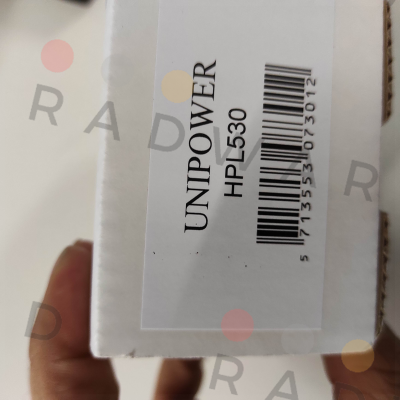 UNIPOWER
HPL530
5 713553 073012
RADWAR
D RADWAR